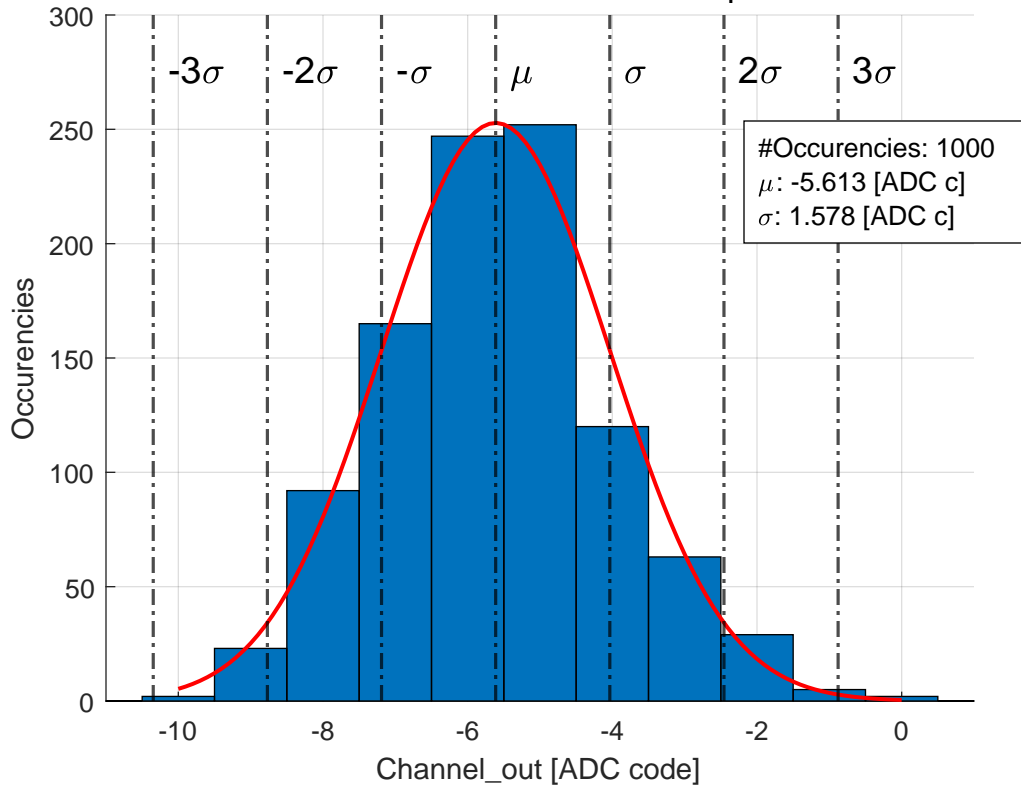 300
-3σ -2σ -σ μ σ 2σ 3σ
250
#Occurencies: 1000
μ: -5.613 [ADC c]
σ: 1.578 [ADC c]
200
150
100
50
0
Occurencies
-10 -8 -6 -4 -2 0
Channel_out [ADC code]